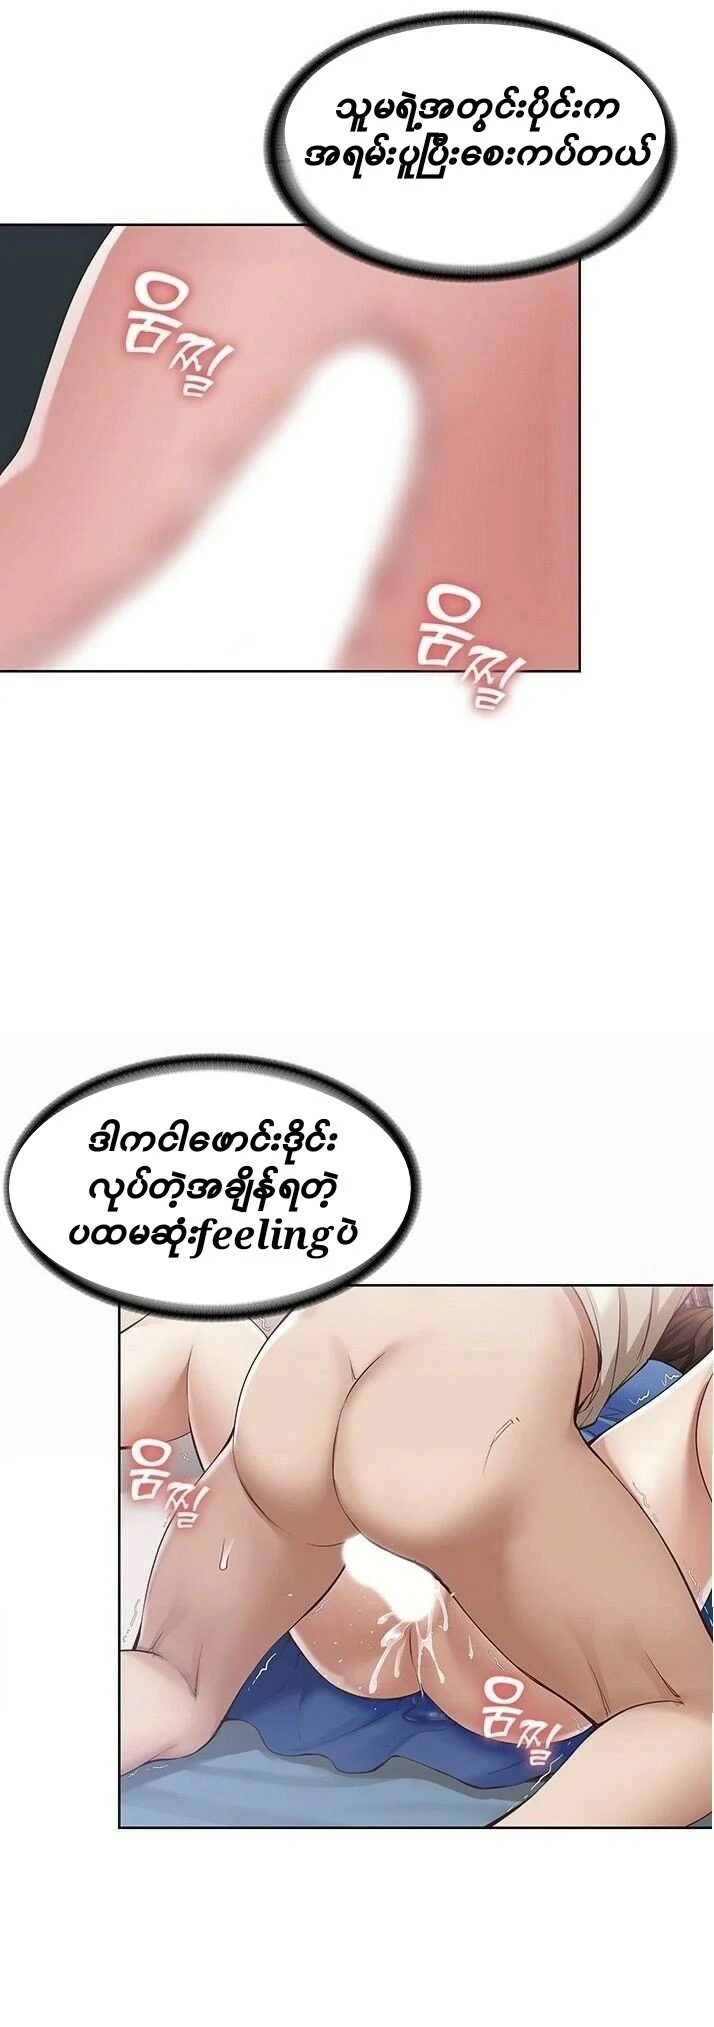 သူမရဲ့အတွင်းပိုင်းက
အရမ်းပူပြီးစေးကပ်တယ်
움찔
움찔
ဒါကငါဖောင်းဒိုင်း
လုပ်တဲ့အချိန်ရတဲ့
ပထမဆုံးfeelingပဲ
움찔
움찔